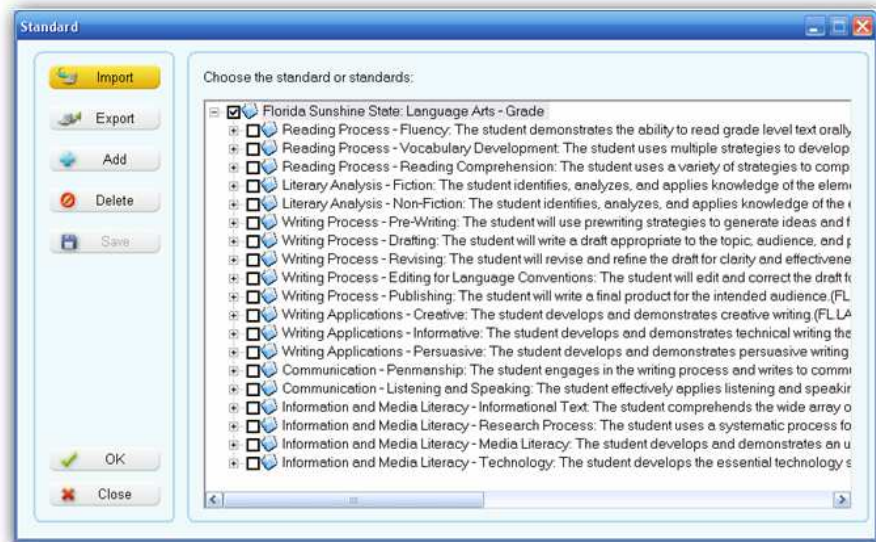 Standard
Import
Export
Add
Delete
Save
OK
Close
Choose the standard or standards:
Florida Sunshine State: Language Arts - Grade
Reading Process - Fluency: The student demonstrates the ability to read grade level text orally
Reading Process - Vocabulary Development: The student uses multiple strategies to develop
Reading Process - Reading Comprehension: The student uses a variety of strategies to comp
Literary Analysis - Fiction: The student identifies, analyzes, and applies knowledge of the elem
Literary Analysis - Non-Fiction: The student identifies, analyzes, and applies knowledge of the e
Writing Process - Pre-Writing: The student will use prewriting strategies to generate ideas and f
Writing Process - Drafting: The student will write a draft appropriate to the topic, audience, and p
Writing Process - Revising: The student will revise and refine the draft for clarity and effectivene
Writing Process - Editing for Language Conventions: The student will edit and correct the draft fo
Writing Process - Publishing: The student will write a final product for the intended audience.(FL
Writing Applications - Creative: The student develops and demonstrates creative writing.(FL.LA
Writing Applications - Informative: The student develops and demonstrates technical writing tha
Writing Applications - Persuasive: The student develops and demonstrates persuasive writing
Communication - Penmanship: The student engages in the writing process and writes to commu
Communication - Listening and Speaking: The student effectively applies listening and speakin
Information and Media Literacy - Informational Text: The student comprehends the wide array o
Information and Media Literacy - Research Process: The student uses a systematic process fo
Information and Media Literacy - Media Literacy: The student develops and demonstrates an u
Information and Media Literacy - Technology: The student develops the essential technology s